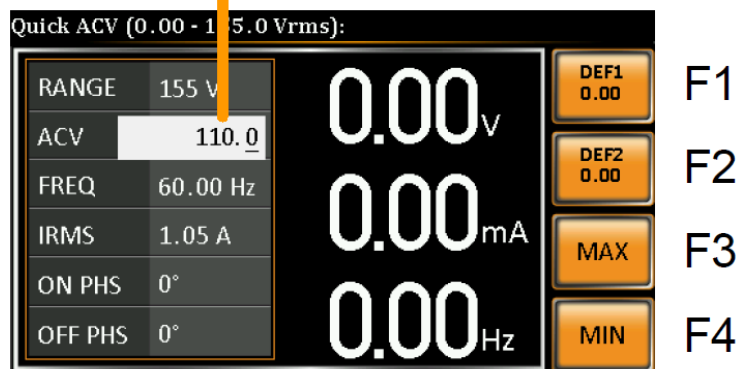 Quick ACV (0.00 - 5.0 Vrms):
RANGE 155 V
ACV 110.0
FREQ 60.00 Hz
IRMS 1.05 A
ON PHS 0°
OFF PHS 0°
0.00V
0.00mA
0.00Hz
DEF1
0.00
F1
DEF2
0.00
F2
MAX
F3
MIN
F4